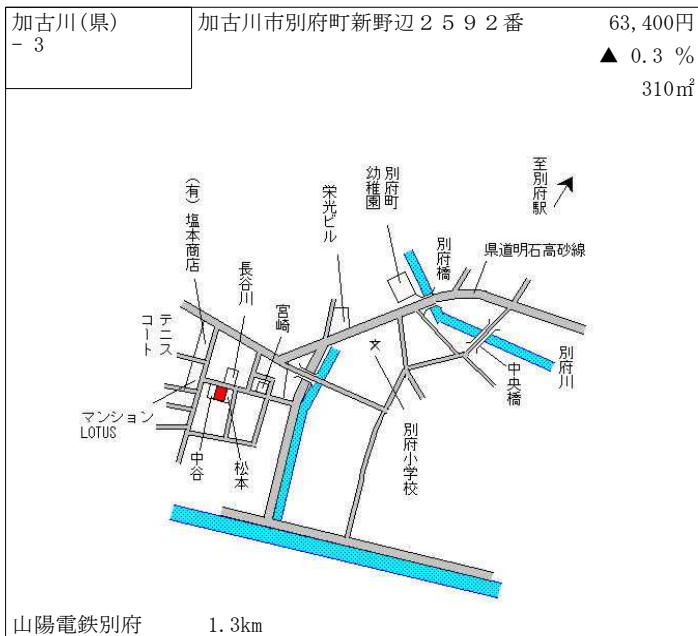 加古川(県)
- 3
加古川市別府町新野辺２５９２番
63,400円
▲ 0.3 %
310㎡
至別府駅
別府町
幼稚園
栄光ビル
(有) 塩本商店
別府橋
県道明石高砂線
長谷川
宮崎
テニス
コート
別府川
中央橋
マンション
LOTUS
中谷
松本
別府小学校
文
山陽電鉄別府 1.3km